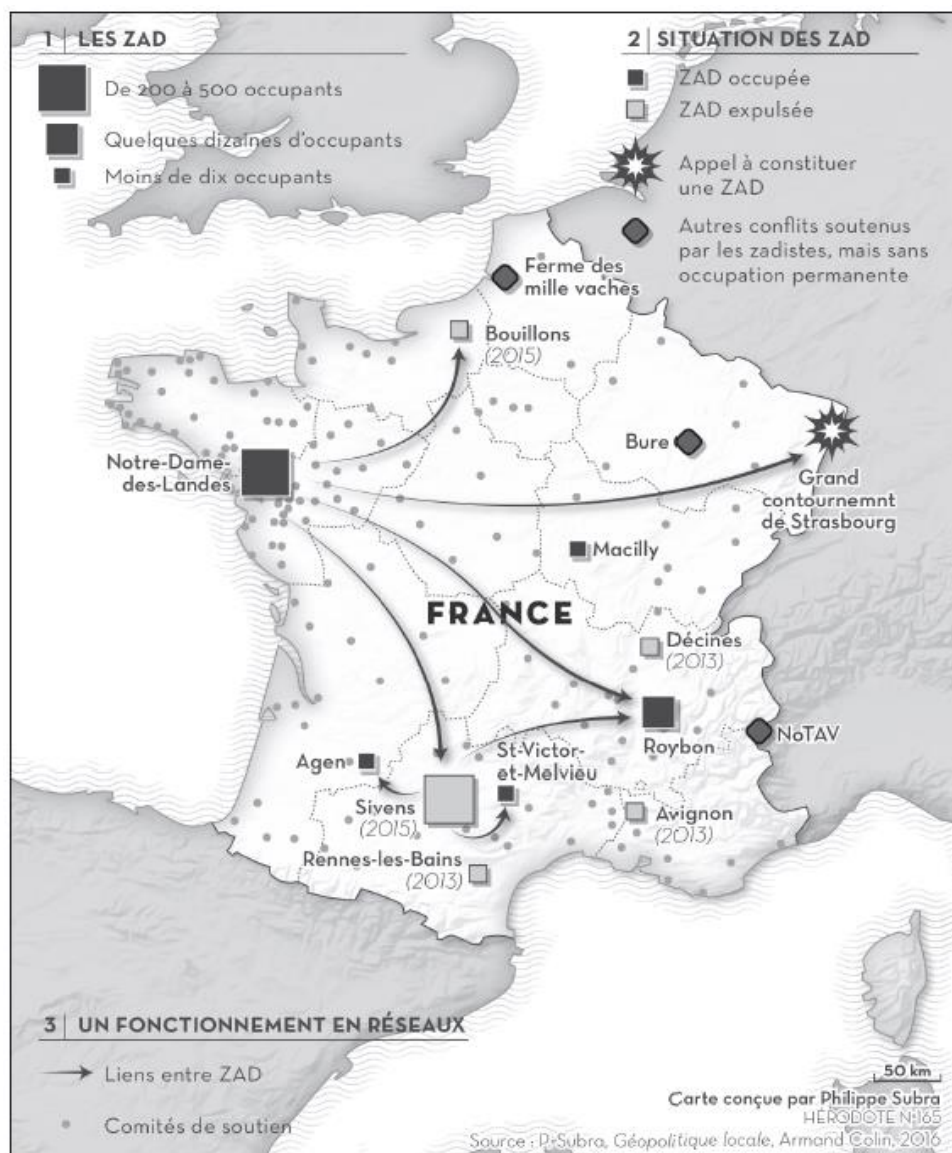 1 | LES ZAD
De 200 à 500 occupants
Quelques dizaines d'occupants
Moins de dix occupants
2 | SITUATION DES ZAD
ZAD occupée
ZAD expulsée
Appel à constituer
une ZAD
Autres conflits soutenus
par les zadistes, mais sans
occupation permanente
Ferme des
mille vaches
Bouillons
(2015)
Notre-Dame-
des-Landes
Bure
Grand
contournemnt
de Strasbourg
Macilly
FRANCE
Décines
(2013)
Roybon
NoTAV
Agen
St-Victor-
et-Melvieu
Sivens
(2015)
Avignon
(2013)
Rennes-les-Bains
(2013)
3 | UN FONCTIONNEMENT EN RÉSEAUX
Liens entre ZAD
Comités de soutien
50 km
Carte conçue par Philippe Subra
HÉRODOTE N°165
Source : P. Subra, Géopolitique locale, Armand Colin, 2016